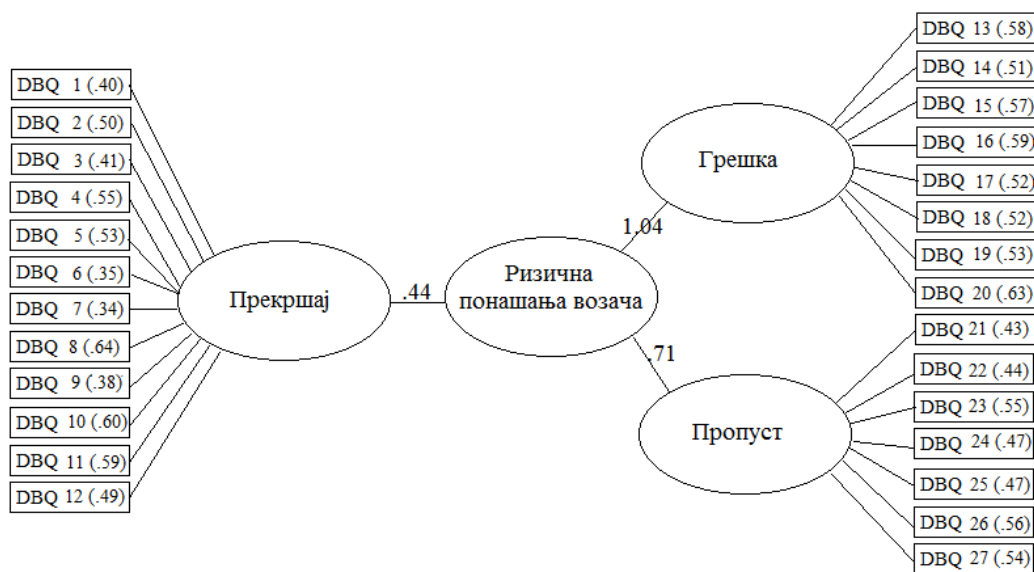 DBQ 1 (.40)
DBQ 2 (.50)
DBQ 3 (.41)
DBQ 4 (.55)
DBQ 5 (.53)
DBQ 6 (.35)
DBQ 7 (.34)
DBQ 8 (.64)
DBQ 9 (.38)
DBQ 10 (.60)
DBQ 11 (.59)
DBQ 12 (.49)
Прекршај
.44
Ризична
понашања возача
1.04
.71
Грешка
Пропуст
DBQ 13 (.58)
DBQ 14 (.51)
DBQ 15 (.57)
DBQ 16 (.59)
DBQ 17 (.52)
DBQ 18 (.52)
DBQ 19 (.53)
DBQ 20 (.63)
DBQ 21 (.43)
DBQ 22 (.44)
DBQ 23 (.55)
DBQ 24 (.47)
DBQ 25 (.47)
DBQ 26 (.56)
DBQ 27 (.54)